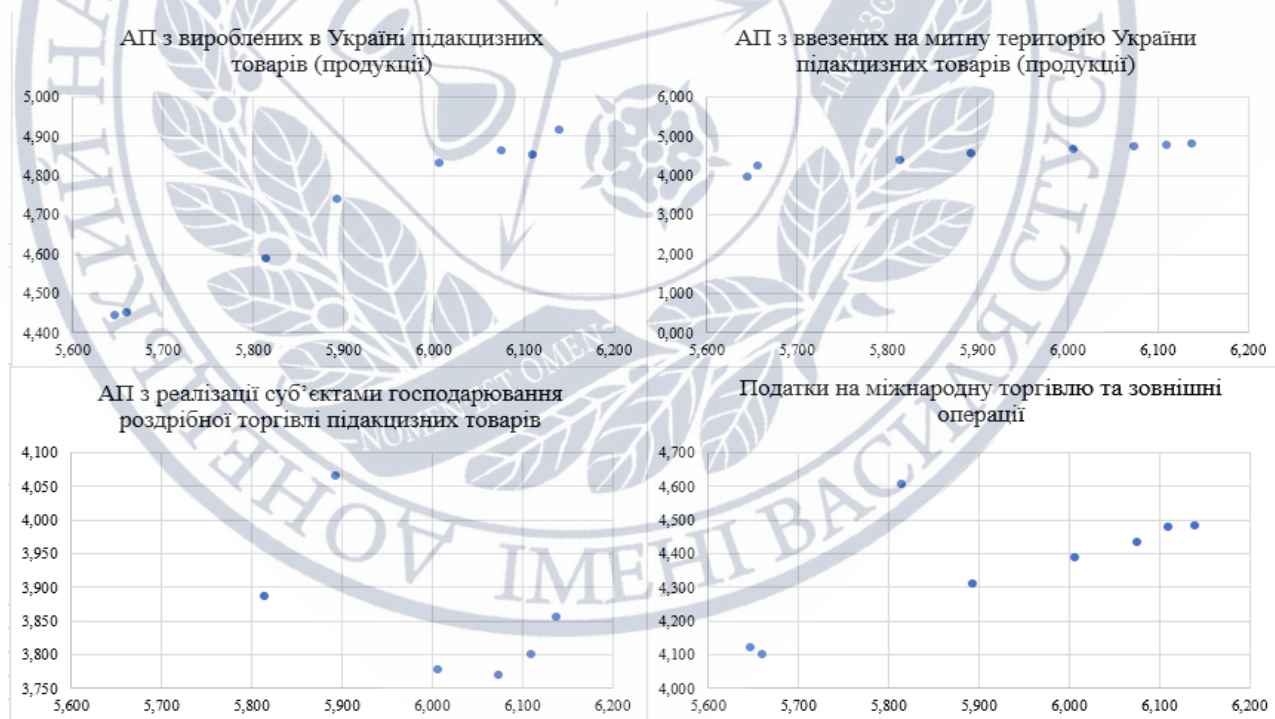 АП з вироблених в Україні підакцизних
товарів (продукції)
5,000
4,900
4,800
4,700
4,600
4,500
4,400
5,600 5,700 5,800 5,900 6,000 6,100 6,200
АП з ввезених на митну територію України
підакцизних товарів (продукції)
6,000
5,000
4,000
3,000
2,000
1,000
0,000
5,600 5,700 5,800 5,900 6,000 6,100 6,200
АП з реалізації суб’єктами господарювання
роздрібної торгівлі підакцизних товарів
4,100
4,050
4,000
3,950
3,900
3,850
3,800
3,750
5,600 5,700 5,800 5,900 6,000 6,100 6,200
Податки на міжнародну торгівлю та зовнішні
операції
4,700
4,600
4,500
4,400
4,300
4,200
4,100
4,000
5,600 5,700 5,800 5,900 6,000 6,100 6,200
NOMEN EST OMEN
ІМЕНІ ВАСИЛЯ СТУСА